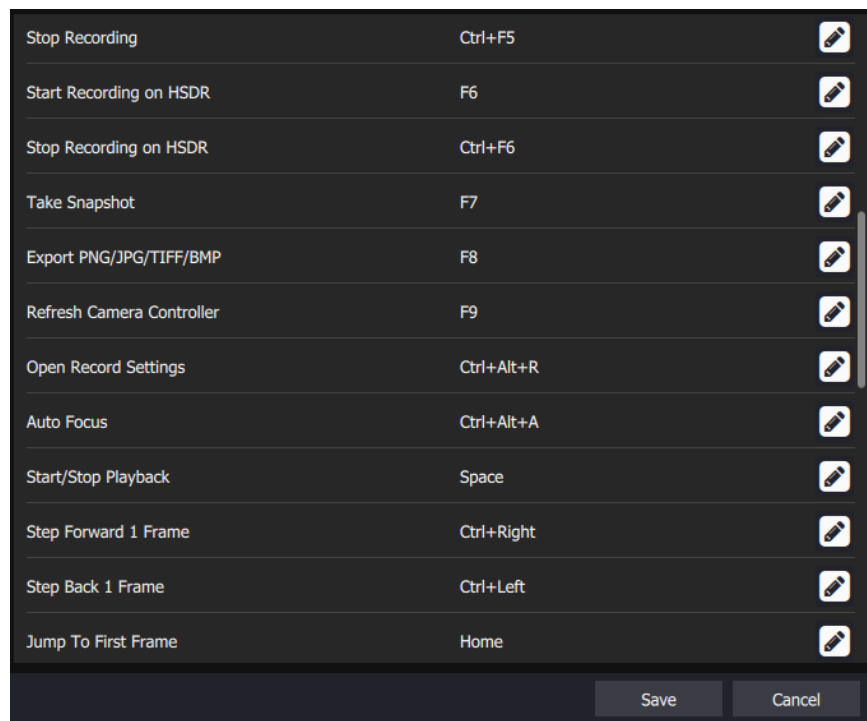 Stop Recording Ctrl+F5
Start Recording on HSDR F6
Stop Recording on HSDR Ctrl+F6
Take Snapshot F7
Export PNG/JPG/TIFF/BMP F8
Refresh Camera Controller F9
Open Record Settings Ctrl+Alt+R
Auto Focus Ctrl+Alt+A
Start/Stop Playback Space
Step Forward 1 Frame Ctrl+Right
Step Back 1 Frame Ctrl+Left
Jump To First Frame Home
Save Cancel